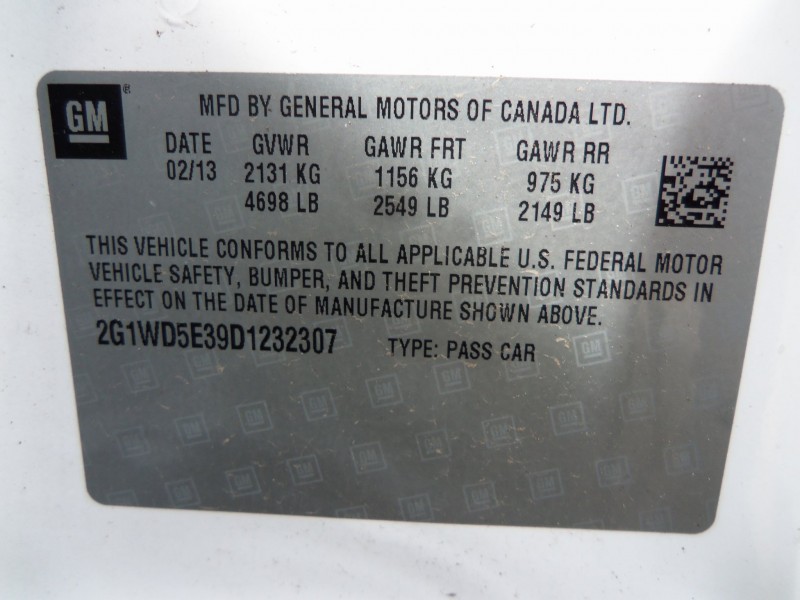 GM®
MFD BY GENERAL MOTORS OF CANADA LTD.
DATE GVWR GAWR FRT GAWR RR
02/13 2131 KG 1156 KG 975 KG
4698 LB 2549 LB 2149 LB
THIS VEHICLE CONFORMS TO ALL APPLICABLE U.S. FEDERAL MOTOR
VEHICLE SAFETY, BUMPER, AND THEFT PREVENTION STANDARDS IN
EFFECT ON THE DATE OF MANUFACTURE SHOWN ABOVE.
2G1WD5E39D1232307 TYPE: PASS CAR